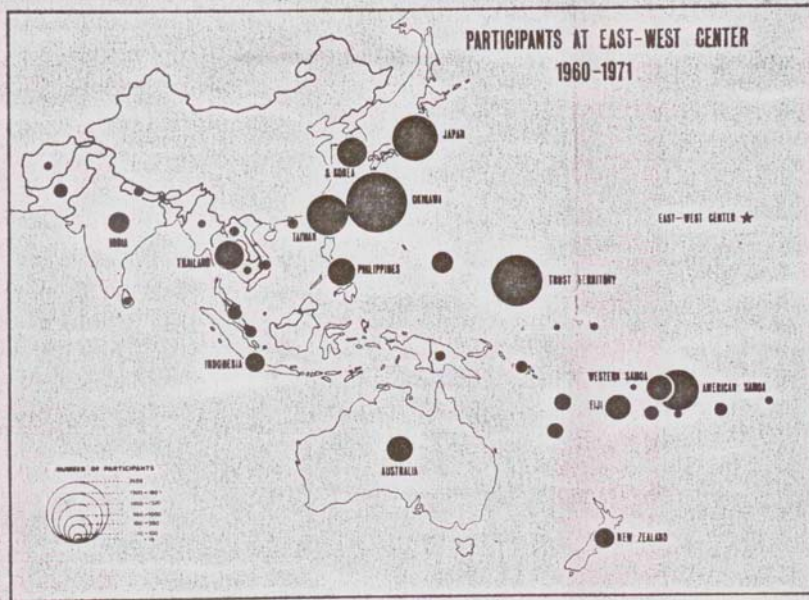 PARTICIPANTS AT EAST-WEST CENTER
1960-1971
JAPAN
S. KOREA
OKINAWA
EAST-WEST CENTER
TAIWAN
INDIA
THAILAND
PHILIPPINES
TRUST TERRITORY
INDONESIA
WESTERN SAMOA
AMERICAN SAMOA
FIJI
AUSTRALIA
NUMBER OF PARTICIPANTS
NEW ZEALAND